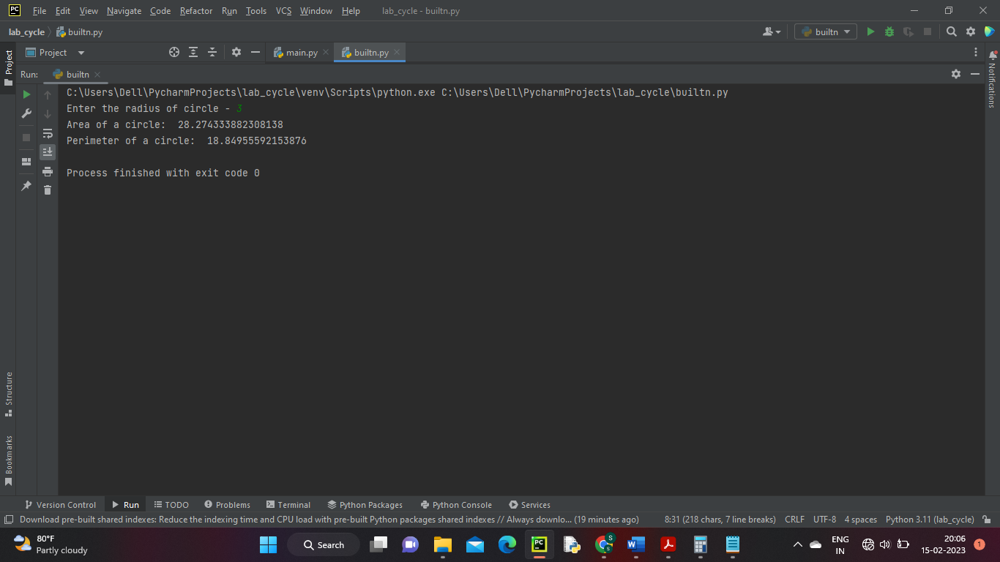 PC File Edit View Navigate Code Refactor Run Tools VCS Window Help lab_cycle - builtn.py
lab_cycle builtn.py builtn
Project Project main.py builtn.py
Notifications
Run: builtn
C:\Users\Dell\PycharmProjects\lab_cycle\venv\Scripts\python.exe C:\Users\Dell\PycharmProjects\lab_cycle\builtn.py
Enter the radius of circle - 3
Area of a circle:  28.274333882308138
Perimeter of a circle:  18.84955592153876
Process finished with exit code 0
Structure
Bookmarks
Version Control Run TODO Problems Terminal Python Packages Python Console Services
Download pre-built shared indexes: Reduce the indexing time and CPU load with pre-built Python packages shared indexes // Always downlo... (19 minutes ago) 8:31 (218 chars, 7 line breaks) CRLF UTF-8 4 spaces Python 3.11 (lab_cycle)
80°F
Partly cloudy
Search
PC
S
W
ENG
IN
20:06
15-02-2023
1